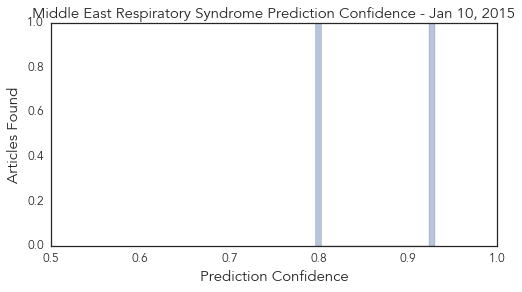 Middle East Respiratory Syndrome Prediction Confidence - Jan 10, 2015
1.0
0.8
0.6
0.4
0.2
0.0
Articles Found
0.5 0.6 0.7 0.8 0.9 1.0
Prediction Confidence